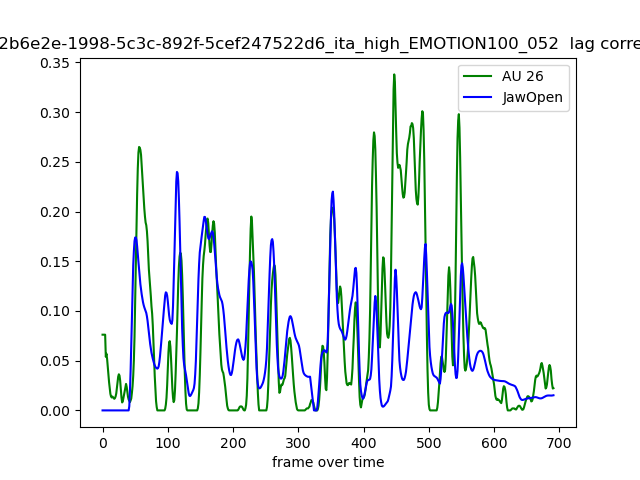 2b6e2e-1998-5c3c-892f-5cef247522d6_ita_high_EMOTION100_052 lag corre
0.35
AU 26
JawOpen
0.30
0.25
0.20
0.15
0.10
0.05
0.00
0 100 200 300 400 500 600 700
frame over time